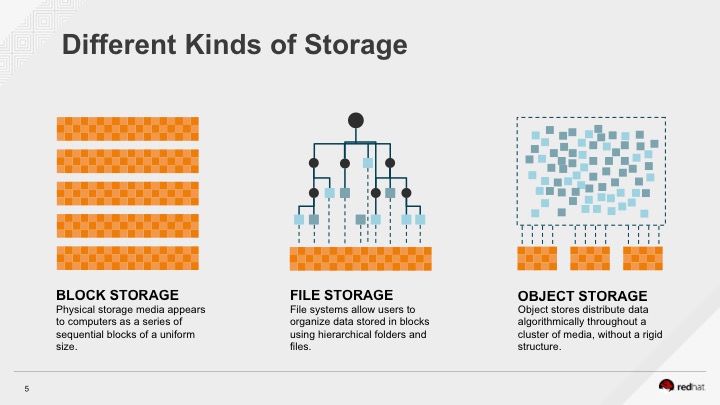 Different Kinds of Storage
BLOCK STORAGE
Physical storage media appears
to computers as a series of
sequential blocks of a uniform
size.
FILE STORAGE
File systems allow users to
organize data stored in blocks
using hierarchical folders and
files.
OBJECT STORAGE
Object stores distribute data
algorithmically throughout a
cluster of media, without a rigid
structure.
5
redhat.